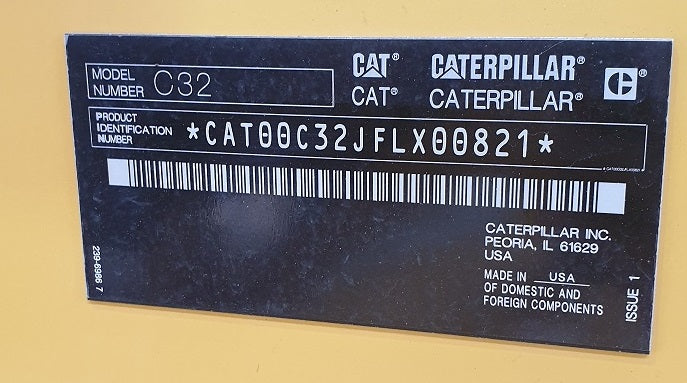 MODEL
NUMBER C32
CAT® CATERPILLAR®
CAT® CATERPILLAR®
C ®
PRODUCT
IDENTIFICATION
NUMBER
*CAT00C32JFLX00821*
*CAT00C32JFLX00821*
CATERPILLAR INC.
PEORIA, IL 61629
USA
MADE IN USA
OF DOMESTIC AND
FOREIGN COMPONENTS
239-6986 7
ISSUE 1